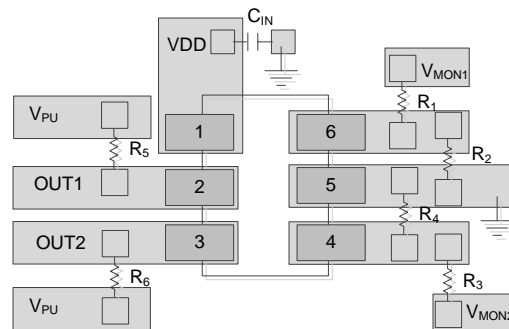 C_IN
VDD
V_MON1
V_PU
R_1
1
6
R_5
R_2
OUT1
2
5
R_4
OUT2
3
4
R_6
R_3
V_PU
V_MON2